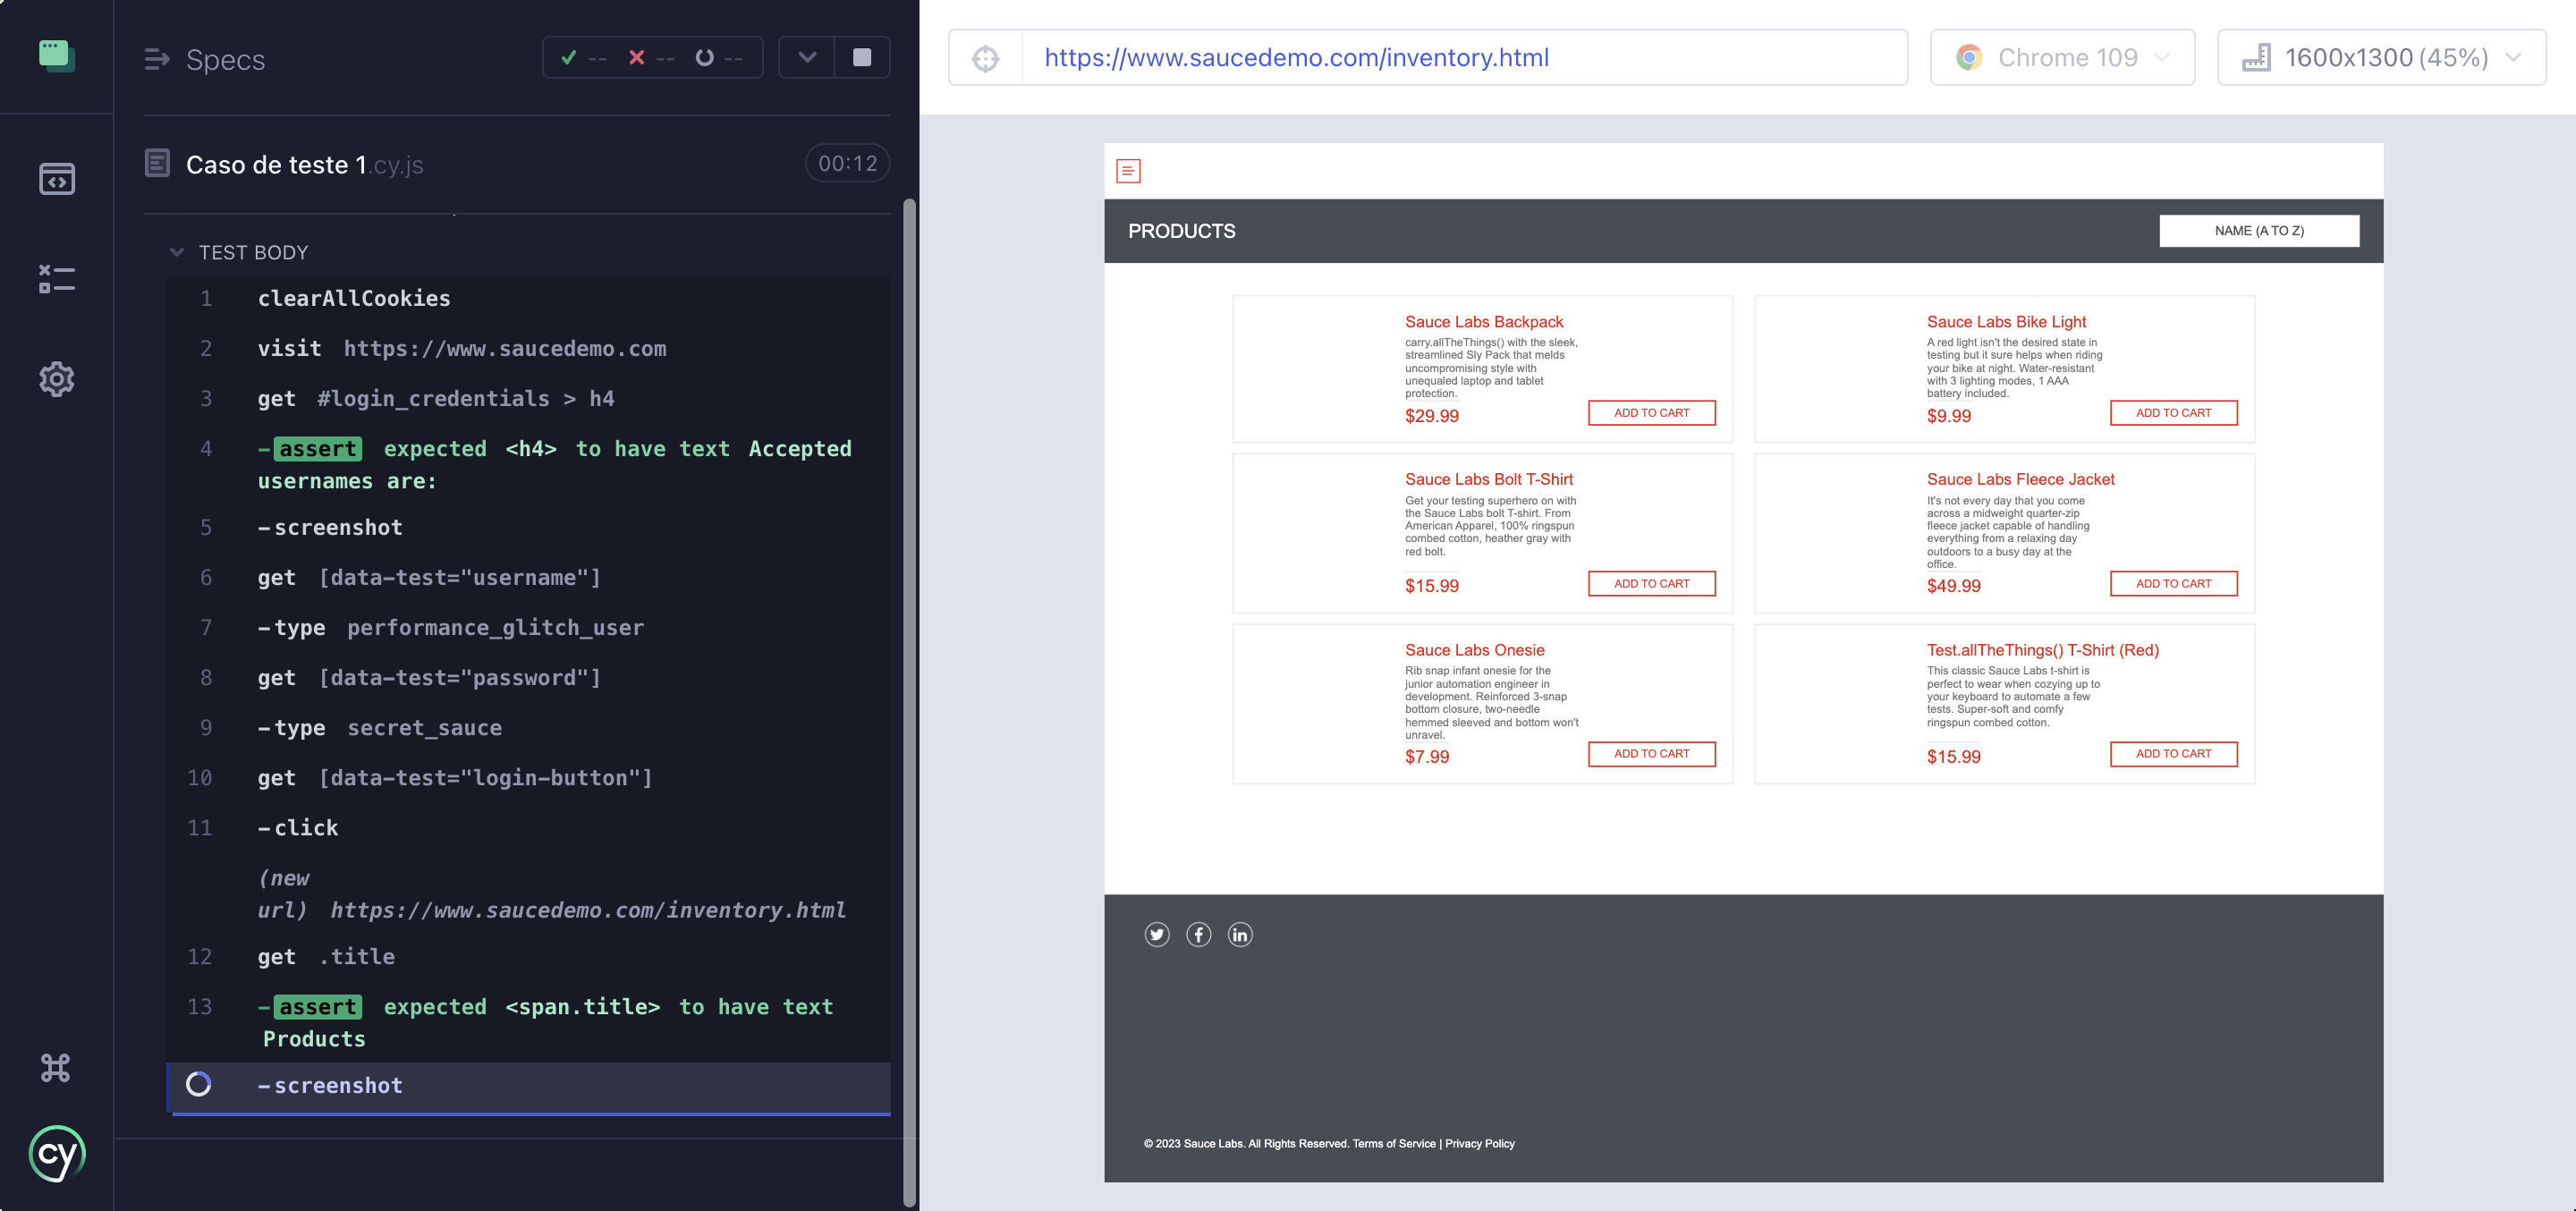 Specs
-- -- --
Caso de teste 1.cy.js
00:12
TEST BODY
1 clearAllCookies
2 visit https://www.saucedemo.com
3 get #login_credentials > h4
4 -assert expected <h4> to have text Accepted
usernames are:
5 -screenshot
6 get [data-test="username"]
7 -type performance_glitch_user
8 get [data-test="password"]
9 -type secret_sauce
10 get [data-test="login-button"]
11 -click
(new
url) https://www.saucedemo.com/inventory.html
12 get .title
13 -assert expected <span.title> to have text
Products
-screenshot
cy
https://www.saucedemo.com/inventory.html
Chrome 109
1600x1300 (45%)
PRODUCTS
NAME (A TO Z)
Sauce Labs Backpack
carry.allTheThings() with the sleek,
streamlined Sly Pack that melds
uncompromising style with
unequaled laptop and tablet
protection.
$29.99
ADD TO CART
Sauce Labs Bike Light
A red light isn't the desired state in
testing but it sure helps when riding
your bike at night. Water-resistant
with 3 lighting modes, 1 AAA
battery included.
$9.99
ADD TO CART
Sauce Labs Bolt T-Shirt
Get your testing superhero on with
the Sauce Labs bolt T-shirt. From
American Apparel, 100% ringspun
combed cotton, heather gray with
red bolt.
$15.99
ADD TO CART
Sauce Labs Fleece Jacket
It's not every day that you come
across a midweight quarter-zip
fleece jacket capable of handling
everything from a relaxing day
outdoors to a busy day at the
office.
$49.99
ADD TO CART
Sauce Labs Onesie
Rib snap infant onesie for the
junior automation engineer in
development. Reinforced 3-snap
bottom closure, two-needle
hemmed sleeved and bottom won't
unravel.
$7.99
ADD TO CART
Test.allTheThings() T-Shirt (Red)
This classic Sauce Labs t-shirt is
perfect to wear when cozying up to
your keyboard to automate a few
tests. Super-soft and comfy
ringspun combed cotton.
$15.99
ADD TO CART
© 2023 Sauce Labs. All Rights Reserved. Terms of Service | Privacy Policy